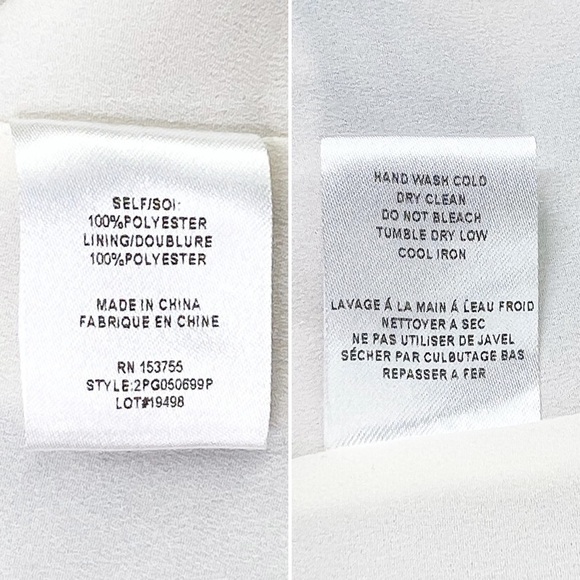 SELF/SOI-
100%POLYESTER
LINING/DOUBLURE
100%POLYESTER
MADE IN CHINA
FABRIQUE EN CHINE
RN 153755
STYLE:2PG050699P
LOT#19498
HAND WASH COLD
DRY CLEAN
DO NOT BLEACH
TUMBLE DRY LOW
COOL IRON
LAVAGE Á LA MAIN Á ĹEAU FROID
NETTOYER A SEC
NE PAS UTILISER DE JAVEL
SÉCHER PAR CULBUTAGE BAS
REPASSER A FER